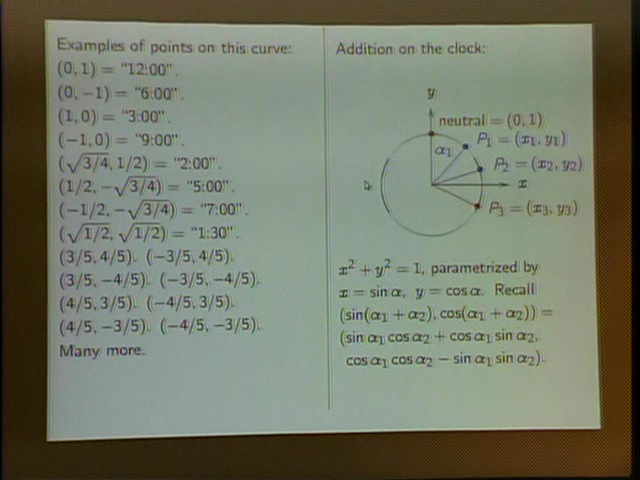 Examples of points on this curve:
(0, 1) = "12:00".
(0, −1) = "6:00".
(1, 0) = "3:00".
(−1, 0) = "9:00".
(√3/4, 1/2) = "2:00".
(1/2, −√3/4) = "5:00".
(−1/2, −√3/4) = "7:00".
(√1/2, √1/2) = "1:30".
(3/5, 4/5). (−3/5, 4/5).
(3/5, −4/5). (−3/5, −4/5).
(4/5, 3/5). (−4/5, 3/5).
(4/5, −3/5). (−4/5, −3/5).
Many more.
Addition on the clock:
y
neutral = (0, 1)
P₁ = (x₁, y₁)
α₁
P₂ = (x₂, y₂)
x
P₃ = (x₃, y₃)
x² + y² = 1, parametrized by
x = sin α, y = cos α. Recall
(sin(α₁ + α₂), cos(α₁ + α₂)) =
(sin α₁ cos α₂ + cos α₁ sin α₂,
cos α₁ cos α₂ − sin α₁ sin α₂).